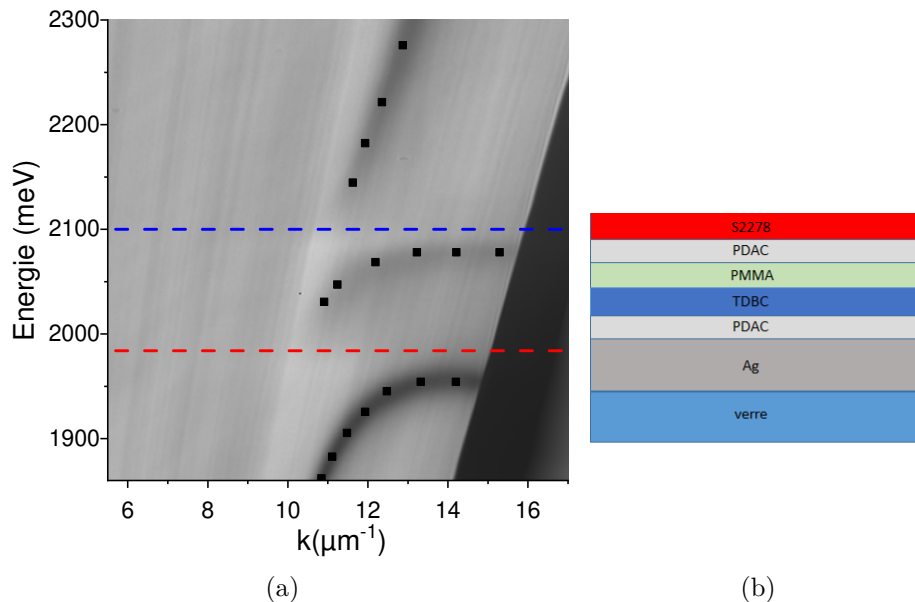 2300
2200
2100
2000
1900
Energie (meV)
6 8 10 12 14 16
k(µm⁻¹)
S2278
PDAC
PMMA
TDBC
PDAC
Ag
verre
(a) (b)